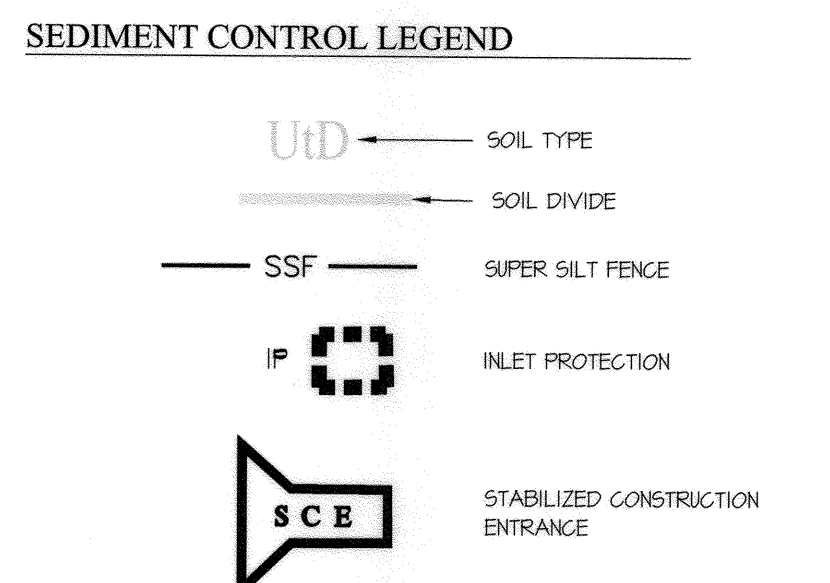 SEDIMENT CONTROL LEGEND
UtD SOIL TYPE
SOIL DIVIDE
SSF SUPER SILT FENCE
IP INLET PROTECTION
SCE STABILIZED CONSTRUCTION
ENTRANCE